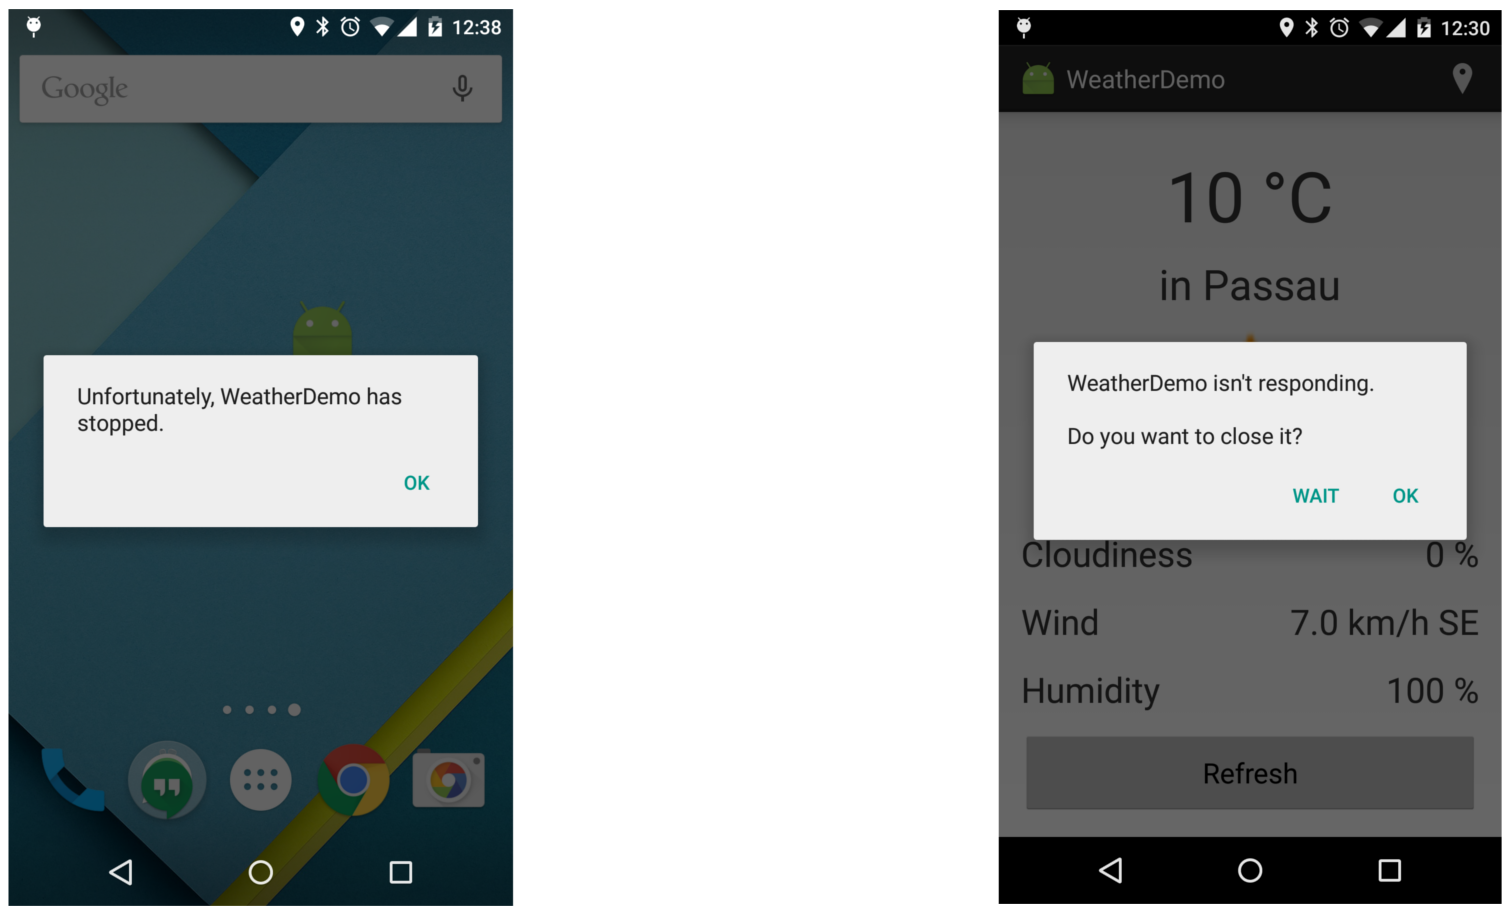 12:38
Google
Unfortunately, WeatherDemo has
stopped.
OK
12:30
WeatherDemo
10 °C
in Passau
WeatherDemo isn't responding.
Do you want to close it?
WAIT OK
Cloudiness 0 %
Wind 7.0 km/h SE
Humidity 100 %
Refresh